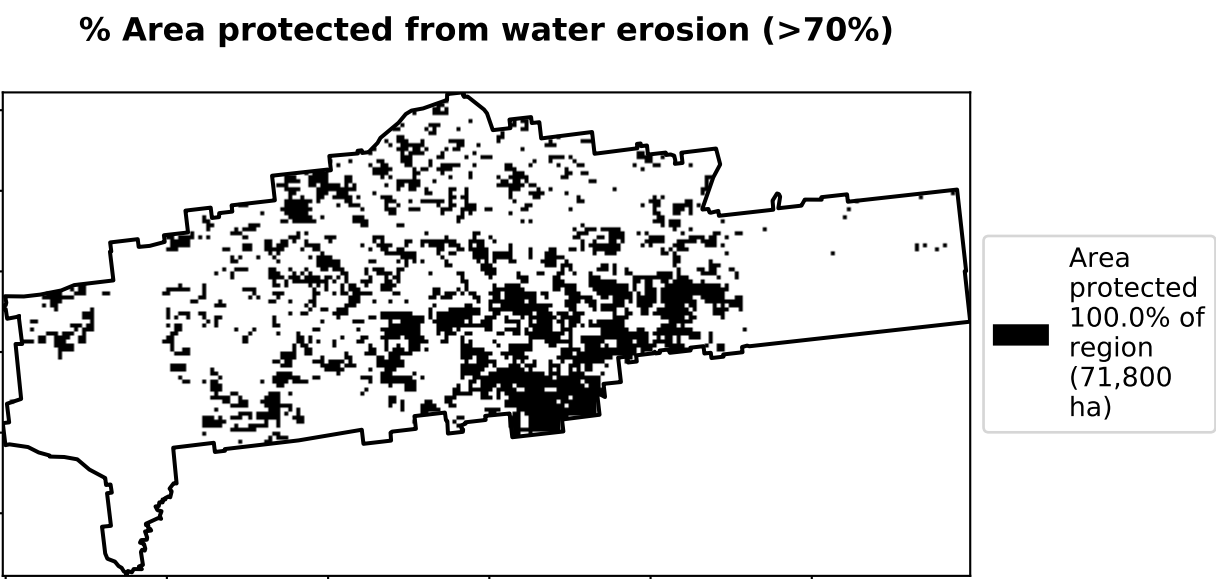 % Area protected from water erosion (>70%)
Area
protected
100.0% of
region
(71,800
ha)